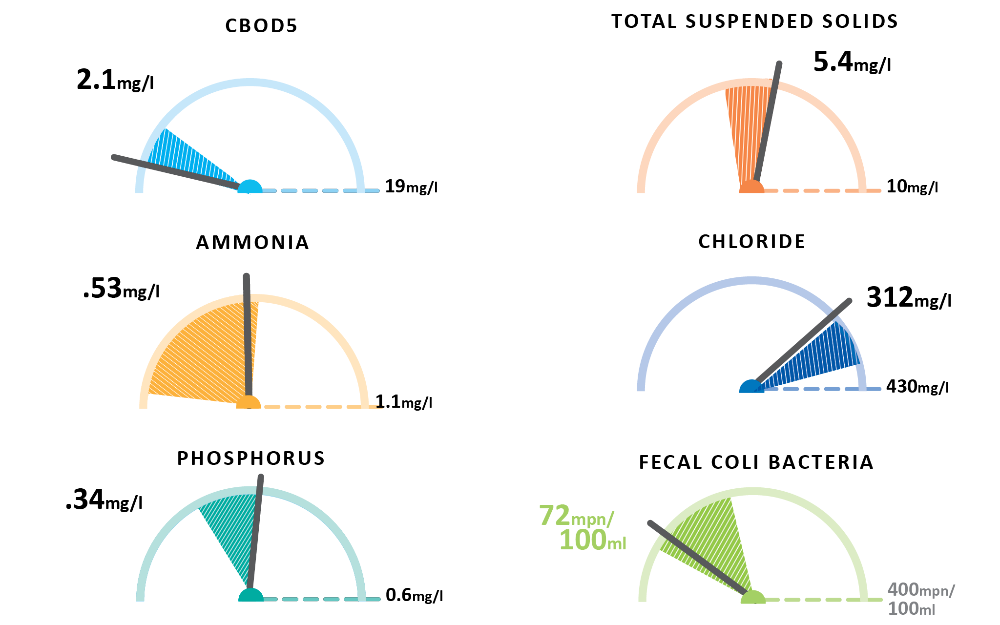 CBOD5
2.1mg/l
19mg/l
TOTAL SUSPENDED SOLIDS
5.4mg/l
10mg/l
AMMONIA
.53mg/l
1.1mg/l
CHLORIDE
312mg/l
430mg/l
PHOSPHORUS
.34mg/l
0.6mg/l
FECAL COLI BACTERIA
72mpn/
100ml
400mpn/
100ml